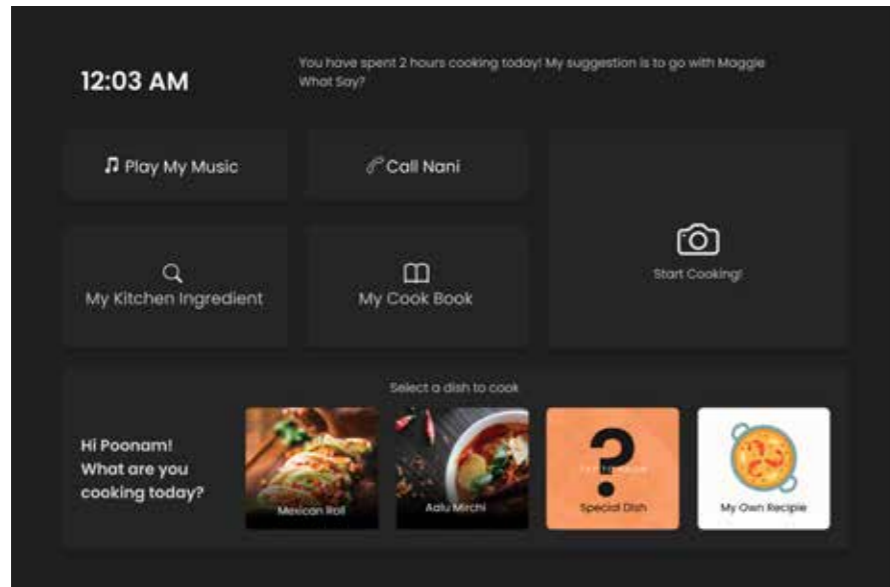 12:03 AM
You have spent 2 hours cooking today! My suggestion is to go with Maggie
What Say?
Play My Music
Call Nani
My Kitchen Ingredient
My Cook Book
Start Cooking!
Select a dish to cook
Hi Poonam!
What are you
cooking today?
Mexican Roll
Aalu Mirchi
Special Dish
My Own Recipie